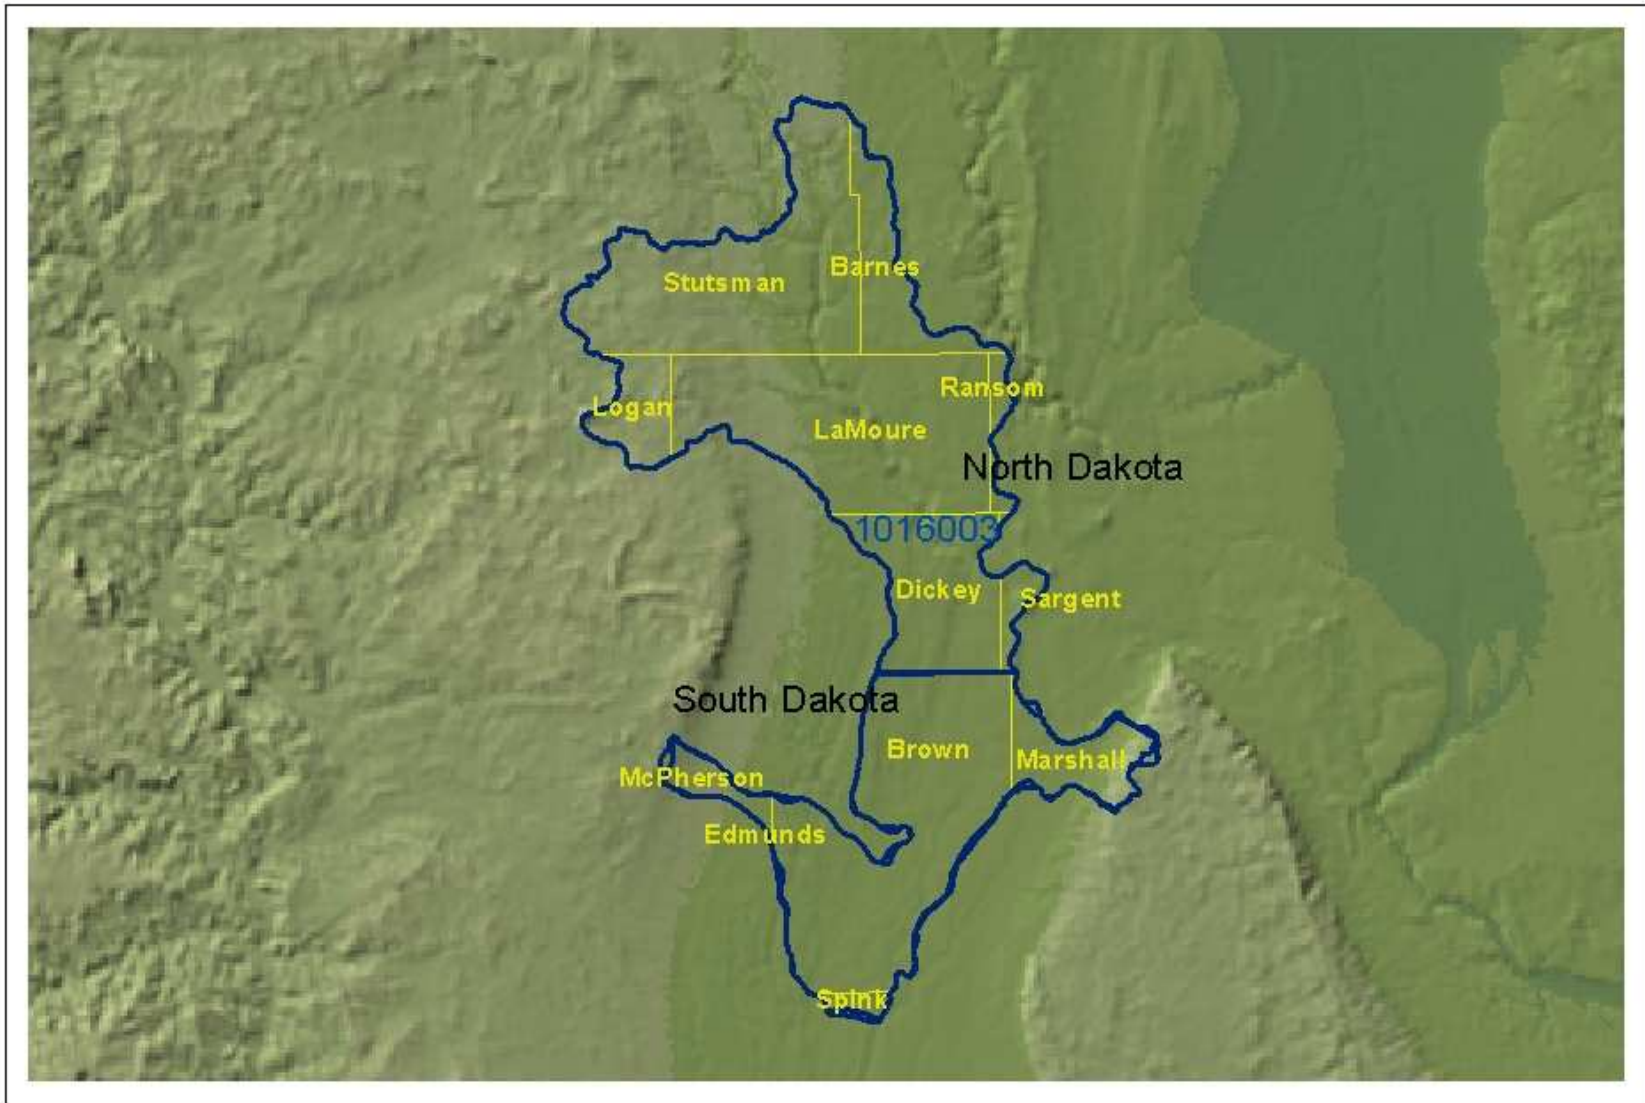 Barnes
Stutsman
Ransom
Logan
LaMoure
North Dakota
1016003
Dickey
Sargent
South Dakota
Brown
Marshall
McPherson
Edmunds
Spink